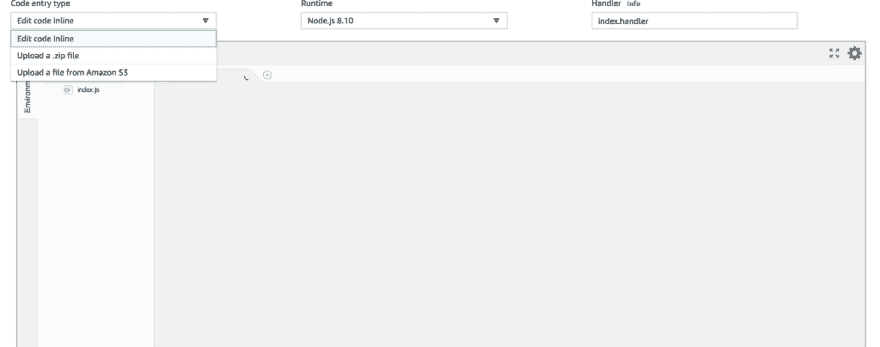 Code entry type
Runtime
Handler Info
Edit code Inline
Node.js 8.10
index.handler
Edit code Inline
Upload a .zip file
Upload a file from Amazon S3
index.js